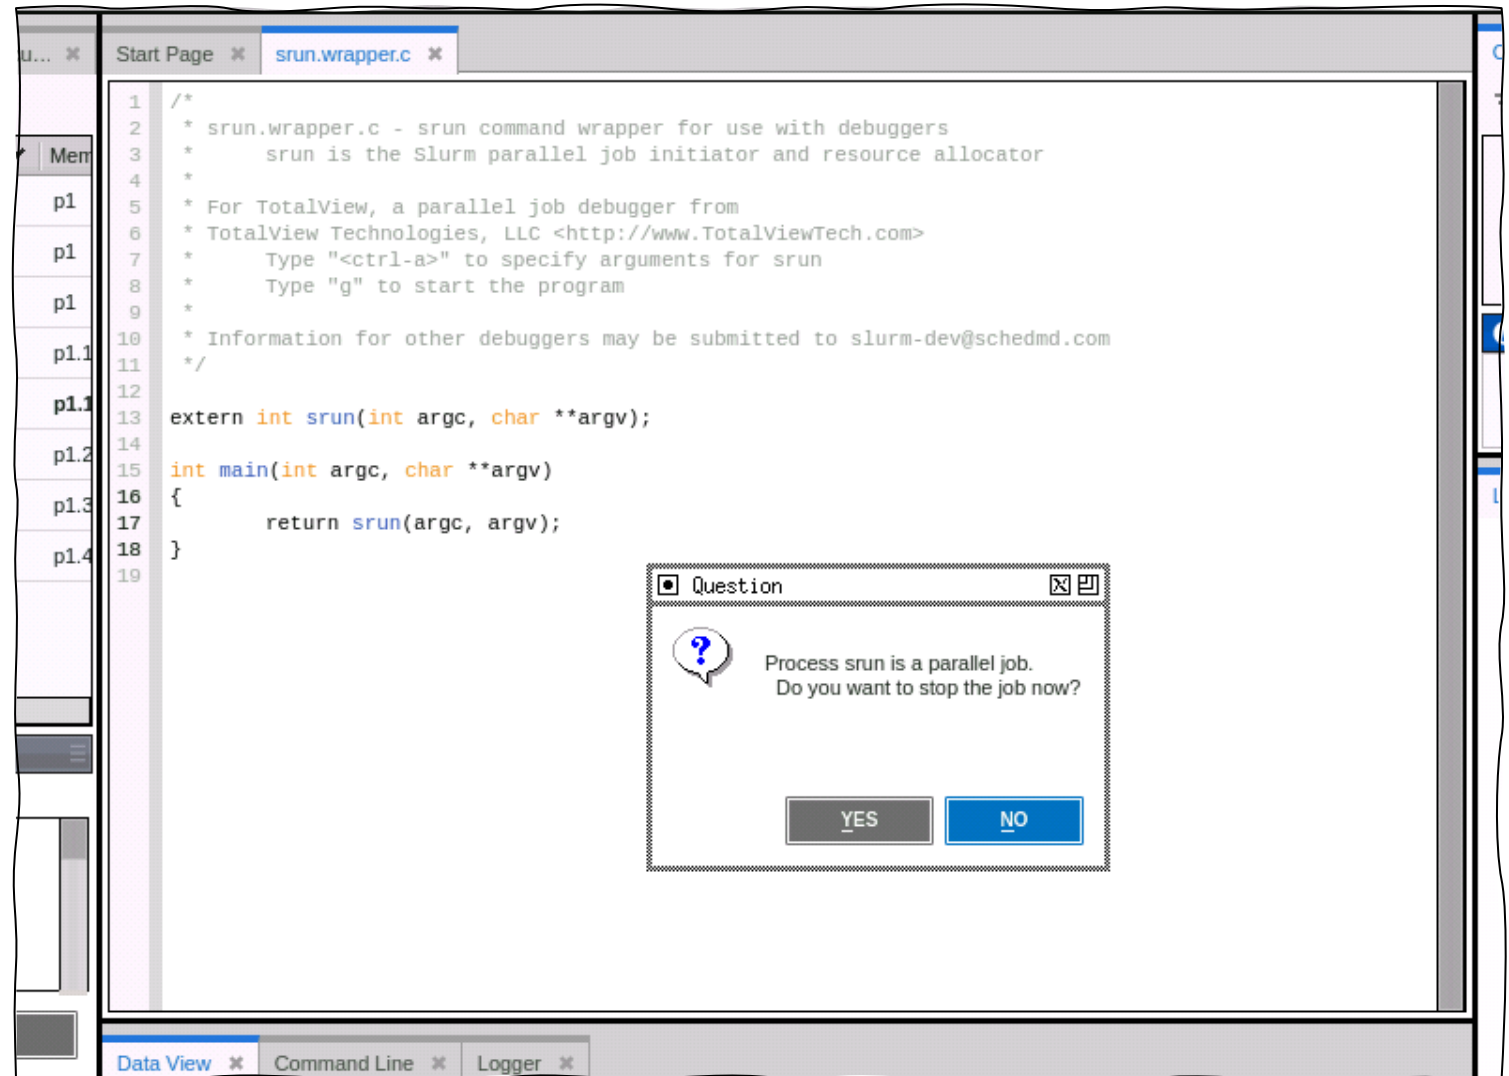 u...
Start Page
srun.wrapper.c
Mem
p1
p1
p1
p1.1
p1.1
p1.2
p1.3
p1.4
1 /*
2  * srun.wrapper.c - srun command wrapper for use with debuggers
3  *      srun is the Slurm parallel job initiator and resource allocator
4  *
5  * For TotalView, a parallel job debugger from
6  * TotalView Technologies, LLC <http://www.TotalViewTech.com>
7  *      Type "<ctrl-a>" to specify arguments for srun
8  *      Type "g" to start the program
9  *
10  * Information for other debuggers may be submitted to slurm-dev@schedmd.com
11  */
12
13 extern int srun(int argc, char **argv);
14
15 int main(int argc, char **argv)
16 {
17         return srun(argc, argv);
18 }
19
Question
Process srun is a parallel job.
Do you want to stop the job now?
YES
NO
Data View
Command Line
Logger